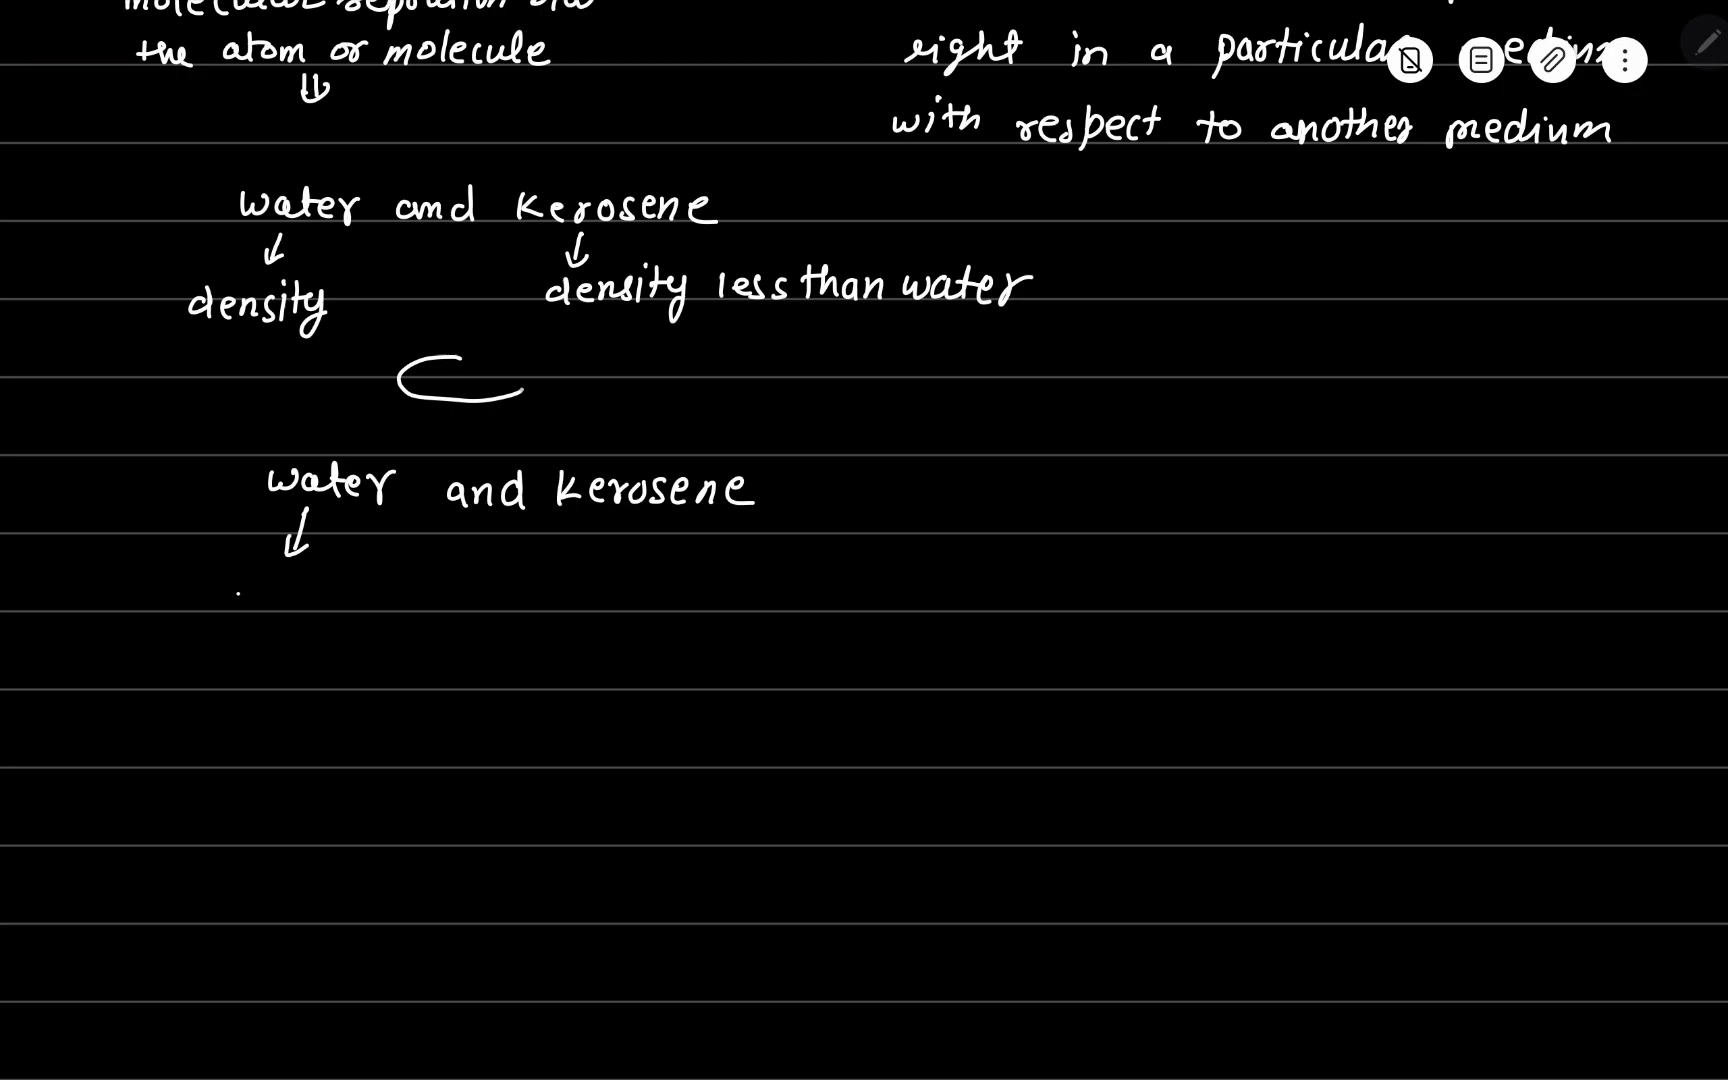 the atom or molecule
right in a particular medium
with respect to another medium
water and kerosene
density
density less than water
water and kerosene